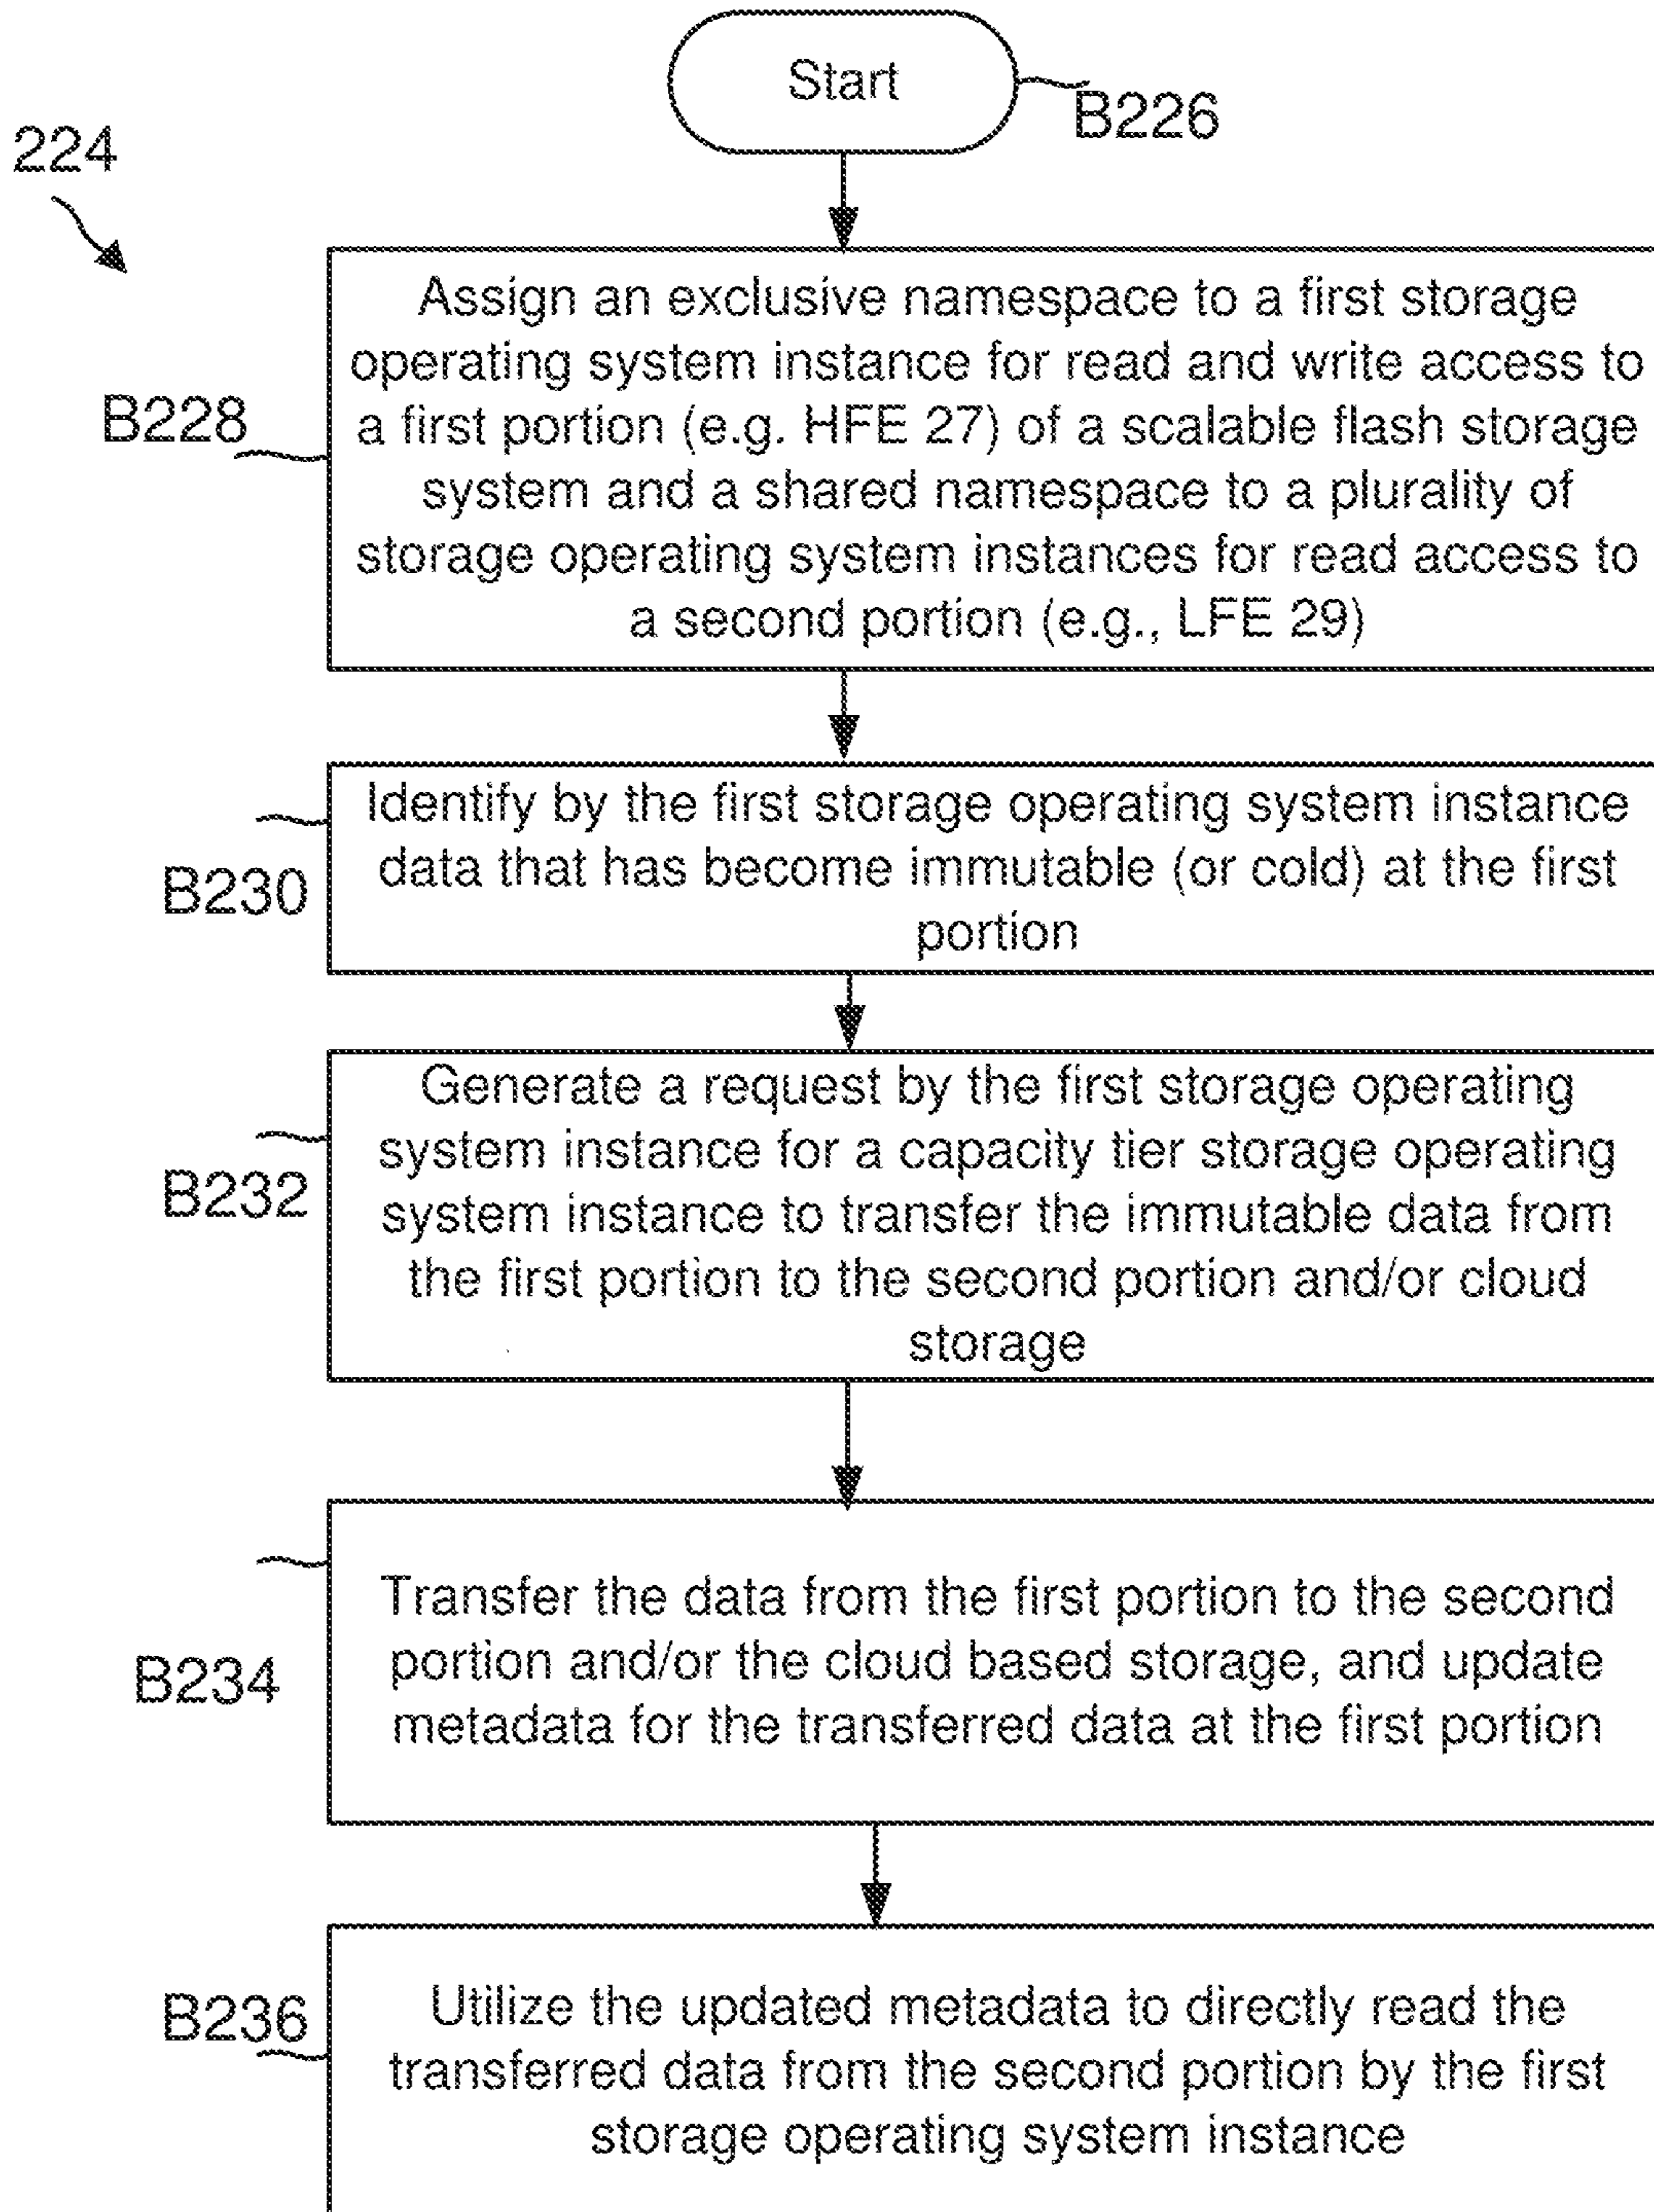 Start
B226
224
Assign an exclusive namespace to a first storage
operating system instance for read and write access to
a first portion (e.g. HFE 27) of a scalable flash storage
system and a shared namespace to a plurality of
storage operating system instances for read access to
a second portion (e.g., LFE 29)
B228
Identify by the first storage operating system instance
data that has become immutable (or cold) at the first
portion
B230
Generate a request by the first storage operating
system instance for a capacity tier storage operating
system instance to transfer the immutable data from
the first portion to the second portion and/or cloud
storage
B232
Transfer the data from the first portion to the second
portion and/or the cloud based storage, and update
metadata for the transferred data at the first portion
B234
Utilize the updated metadata to directly read the
transferred data from the second portion by the first
storage operating system instance
B236